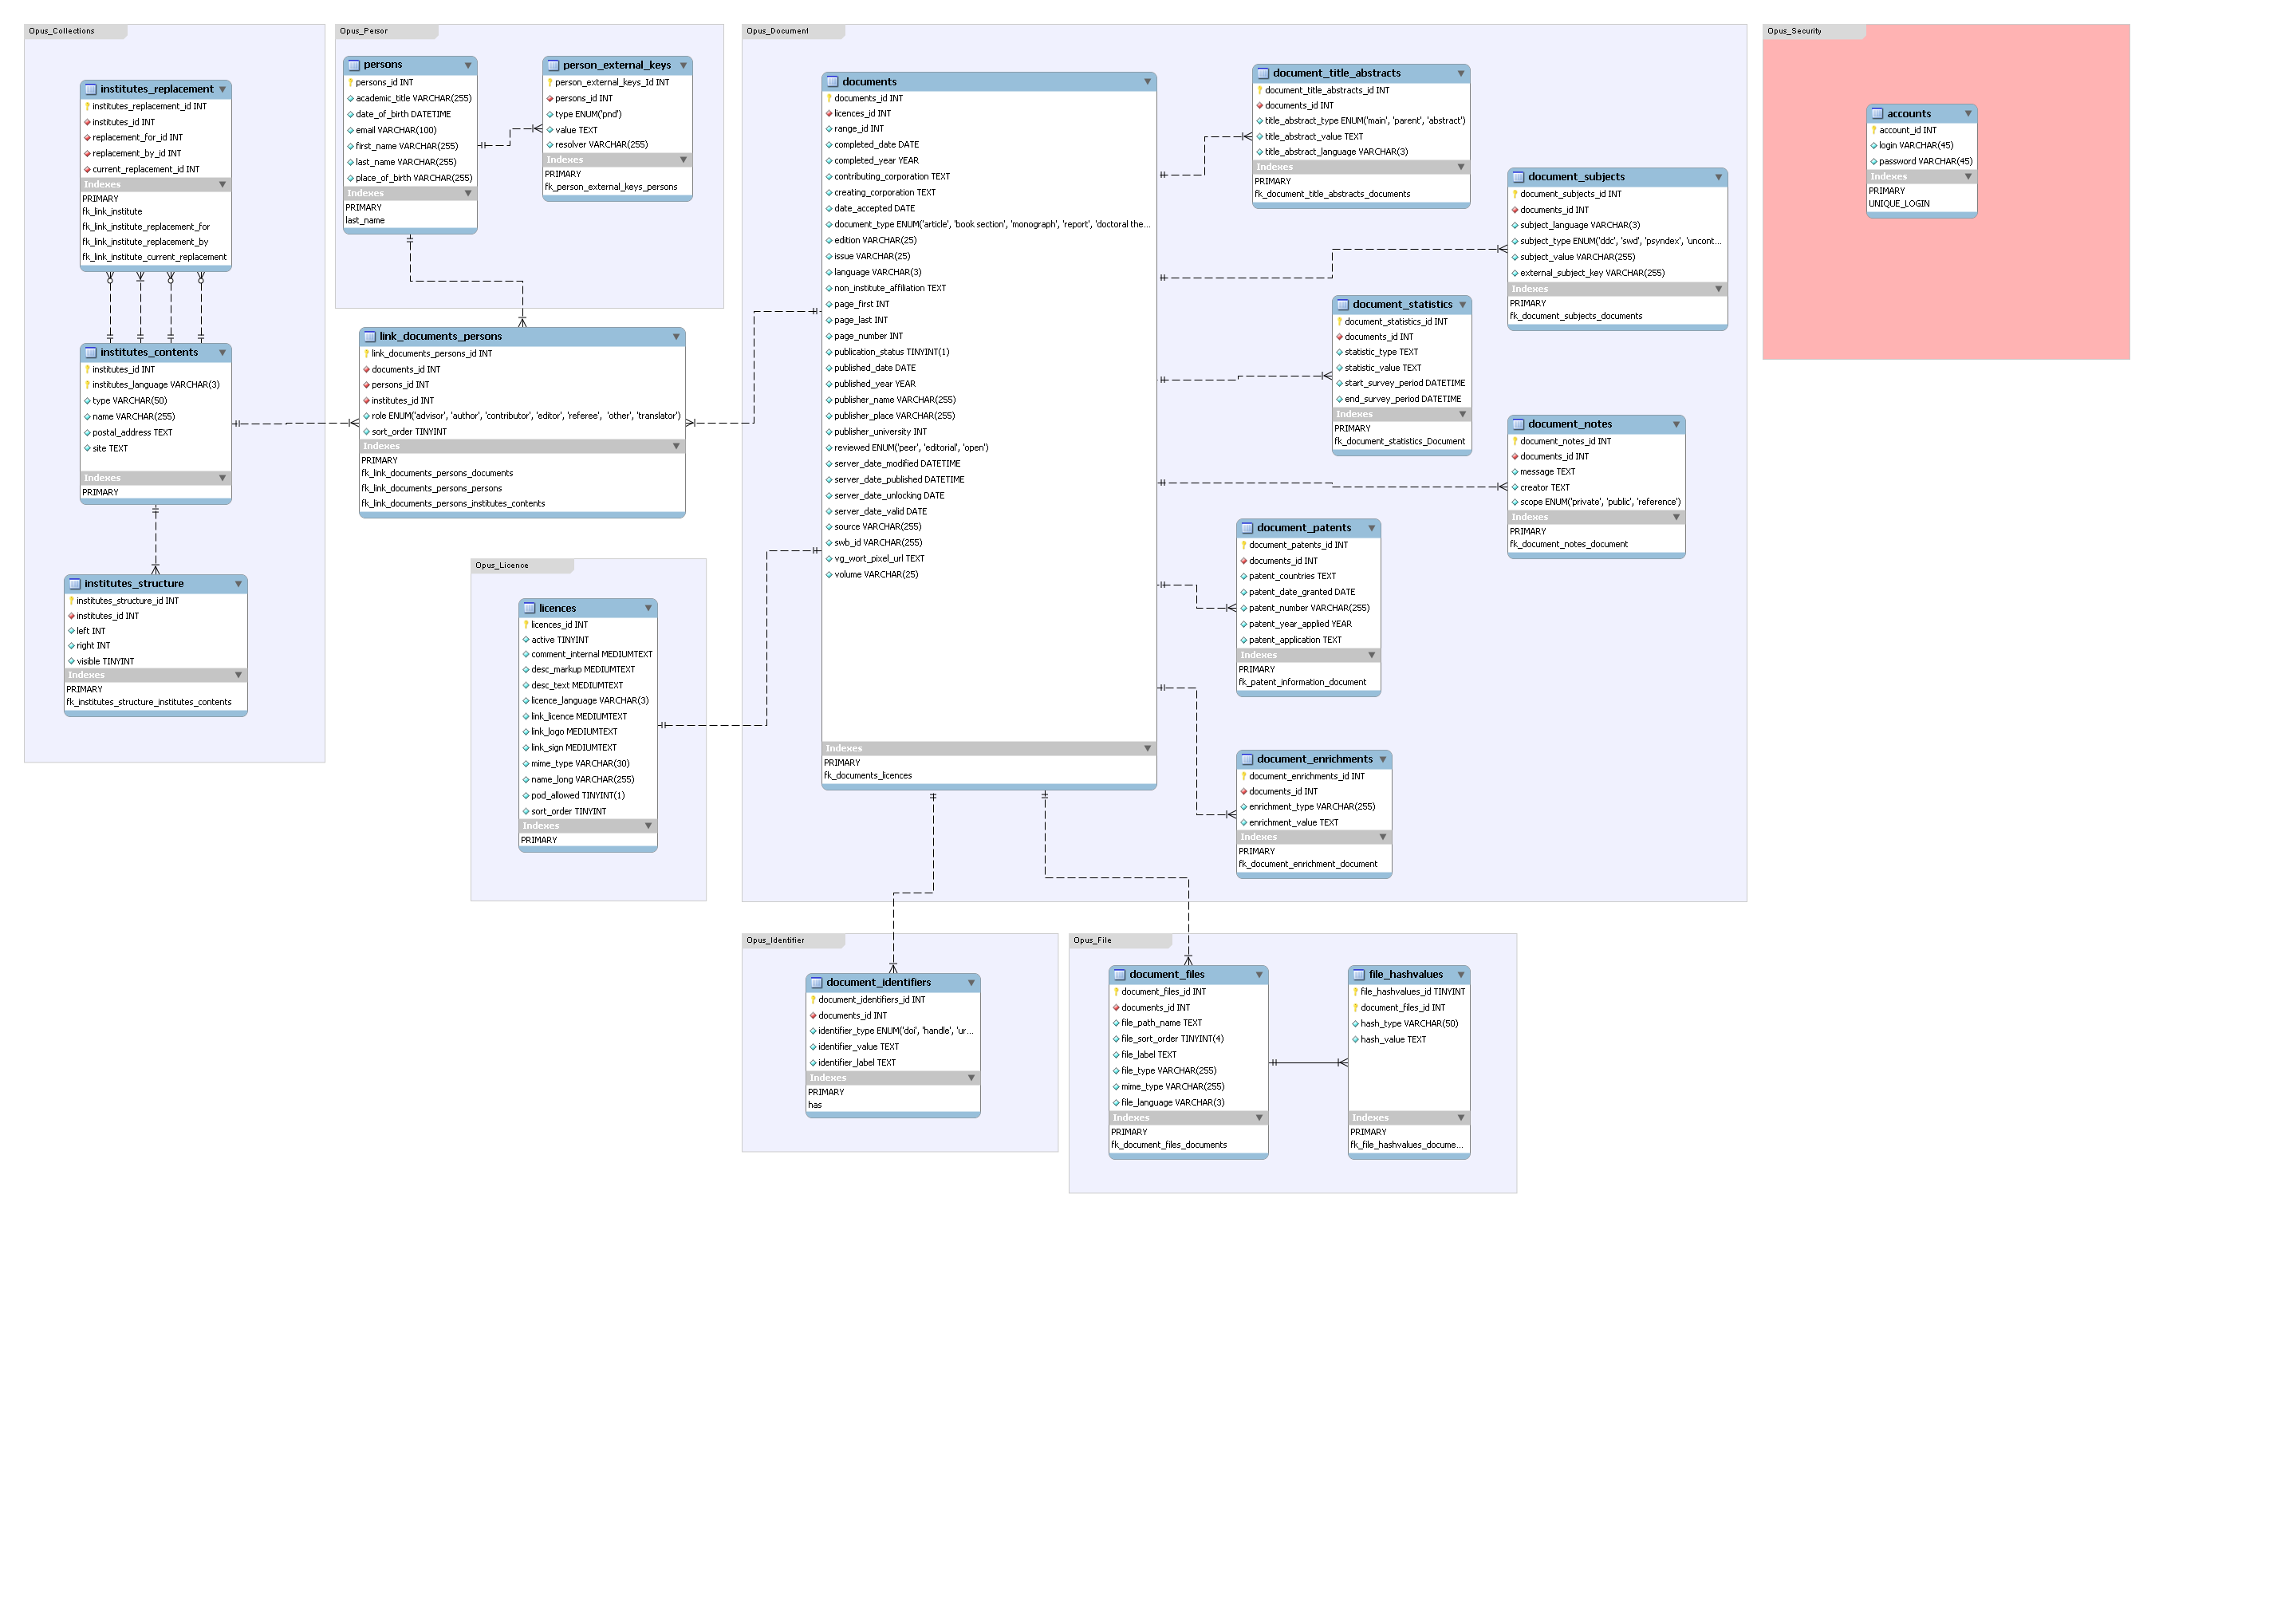 Opus_Collections
institutes_replacement
institutes_replacement_id INT
institutes_id INT
replacement_for_id INT
replacement_by_id INT
current_replacement_id INT
Indexes
PRIMARY
fk_link_institute
fk_link_institute_replacement_for
fk_link_institute_replacement_by
fk_link_institute_current_replacement
institutes_contents
institutes_id INT
institutes_language VARCHAR(3)
type VARCHAR(50)
name VARCHAR(255)
postal_address TEXT
site TEXT
Indexes
PRIMARY
institutes_structure
institutes_structure_id INT
institutes_id INT
left INT
right INT
visible TINYINT
Indexes
PRIMARY
fk_institutes_structure_institutes_contents
Opus_Person
persons
persons_id INT
academic_title VARCHAR(255)
date_of_birth DATETIME
email VARCHAR(100)
first_name VARCHAR(255)
last_name VARCHAR(255)
place_of_birth VARCHAR(255)
Indexes
PRIMARY
last_name
person_external_keys
person_external_keys_Id INT
persons_id INT
type ENUM('pnd')
value TEXT
resolver VARCHAR(255)
Indexes
PRIMARY
fk_person_external_keys_persons
link_documents_persons
link_documents_persons_id INT
documents_id INT
persons_id INT
institutes_id INT
role ENUM('advisor', 'author', 'contributor', 'editor', 'referee',  'other', 'translator')
sort_order TINYINT
Indexes
PRIMARY
fk_link_documents_persons_documents
fk_link_documents_persons_persons
fk_link_documents_persons_institutes_contents
Opus_Licence
licences
licences_id INT
active TINYINT
comment_internal MEDIUMTEXT
desc_markup MEDIUMTEXT
desc_text MEDIUMTEXT
licence_language VARCHAR(3)
link_licence MEDIUMTEXT
link_logo MEDIUMTEXT
link_sign MEDIUMTEXT
mime_type VARCHAR(30)
name_long VARCHAR(255)
pod_allowed TINYINT(1)
sort_order TINYINT
Indexes
PRIMARY
Opus_Document
documents
documents_id INT
licences_id INT
range_id INT
completed_date DATE
completed_year YEAR
contributing_corporation TEXT
creating_corporation TEXT
date_accepted DATE
document_type ENUM('article', 'book section', 'monograph', 'report', 'doctoral the...
edition VARCHAR(25)
issue VARCHAR(25)
language VARCHAR(3)
non_institute_affiliation TEXT
page_first INT
page_last INT
page_number INT
publication_status TINYINT(1)
published_date DATE
published_year YEAR
publisher_name VARCHAR(255)
publisher_place VARCHAR(255)
publisher_university INT
reviewed ENUM('peer', 'editorial', 'open')
server_date_modified DATETIME
server_date_published DATETIME
server_date_unlocking DATE
server_date_valid DATE
source VARCHAR(255)
swb_id VARCHAR(255)
vg_wort_pixel_url TEXT
volume VARCHAR(25)
Indexes
PRIMARY
fk_documents_licences
document_title_abstracts
document_title_abstracts_id INT
documents_id INT
title_abstract_type ENUM('main', 'parent', 'abstract')
title_abstract_value TEXT
title_abstract_language VARCHAR(3)
Indexes
PRIMARY
fk_document_title_abstracts_documents
document_subjects
document_subjects_id INT
documents_id INT
subject_language VARCHAR(3)
subject_type ENUM('ddc', 'swd', 'psyndex', 'uncont...
subject_value VARCHAR(255)
external_subject_key VARCHAR(255)
Indexes
PRIMARY
fk_document_subjects_documents
document_statistics
document_statistics_id INT
documents_id INT
statistic_type TEXT
statistic_value TEXT
start_survey_period DATETIME
end_survey_period DATETIME
Indexes
PRIMARY
fk_document_statistics_Document
document_notes
document_notes_id INT
documents_id INT
message TEXT
creator TEXT
scope ENUM('private', 'public', 'reference')
Indexes
PRIMARY
fk_document_notes_document
document_patents
document_patents_id INT
documents_id INT
patent_countries TEXT
patent_date_granted DATE
patent_number VARCHAR(255)
patent_year_applied YEAR
patent_application TEXT
Indexes
PRIMARY
fk_patent_information_document
document_enrichments
document_enrichments_id INT
documents_id INT
enrichment_type VARCHAR(255)
enrichment_value TEXT
Indexes
PRIMARY
fk_document_enrichment_document
Opus_Security
accounts
account_id INT
login VARCHAR(45)
password VARCHAR(45)
Indexes
PRIMARY
UNIQUE_LOGIN
Opus_Identifier
document_identifiers
document_identifiers_id INT
documents_id INT
identifier_type ENUM('doi', 'handle', 'ur...
identifier_value TEXT
identifier_label TEXT
Indexes
PRIMARY
has
Opus_File
document_files
document_files_id INT
documents_id INT
file_path_name TEXT
file_sort_order TINYINT(4)
file_label TEXT
file_type VARCHAR(255)
mime_type VARCHAR(255)
file_language VARCHAR(3)
Indexes
PRIMARY
fk_document_files_documents
file_hashvalues
file_hashvalues_id TINYINT
document_files_id INT
hash_type VARCHAR(50)
hash_value TEXT
Indexes
PRIMARY
fk_file_hashvalues_docume...